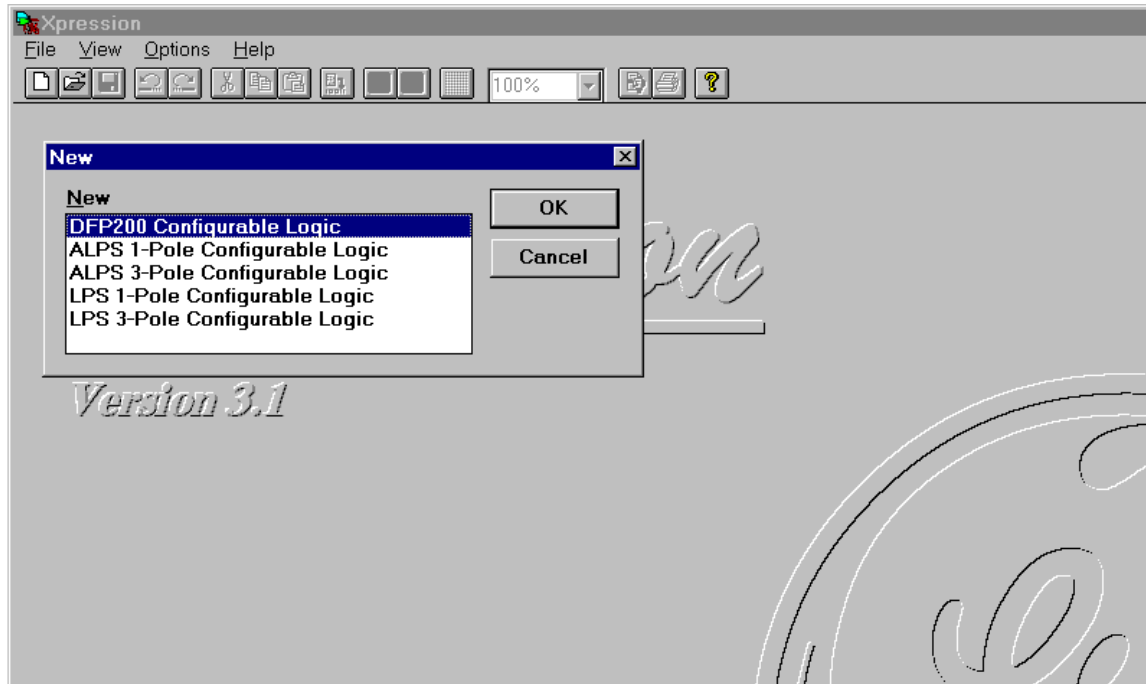 Xpression
File View Options Help
100%
New
New
DFP200 Configurable Logic
ALPS 1-Pole Configurable Logic
ALPS 3-Pole Configurable Logic
LPS 1-Pole Configurable Logic
LPS 3-Pole Configurable Logic
OK
Cancel
Version 3.1